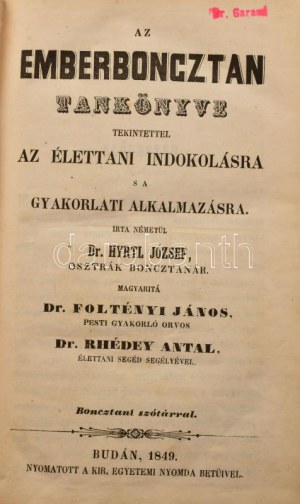 Dr. Garand
AZ
EMBERBONCZTAN
TANKÖNYVE
TEKINTETTEL
AZ ÉLETTANI INDOKOLÁSRA
S A
GYAKORLATI ALKALMAZÁSRA.
IRTA NÉMETÜL
Dr. HYRTL JÓZSEF,
OSZTRÁK BONCZTANÁR.
MAGYARITÁ
Dr. FOLTÉNYI JÁNOS,
PESTI GYAKORLÓ ORVOS
Dr. RHÉDEY ANTAL,
ÉLETTANI SEGÉD SEGÉLYÉVEL.
Boncztani szótárral.
BUDÁN, 1849.
NYOMATOTT A KIR. EGYETEMI NYOMDA BETÜIVEL.